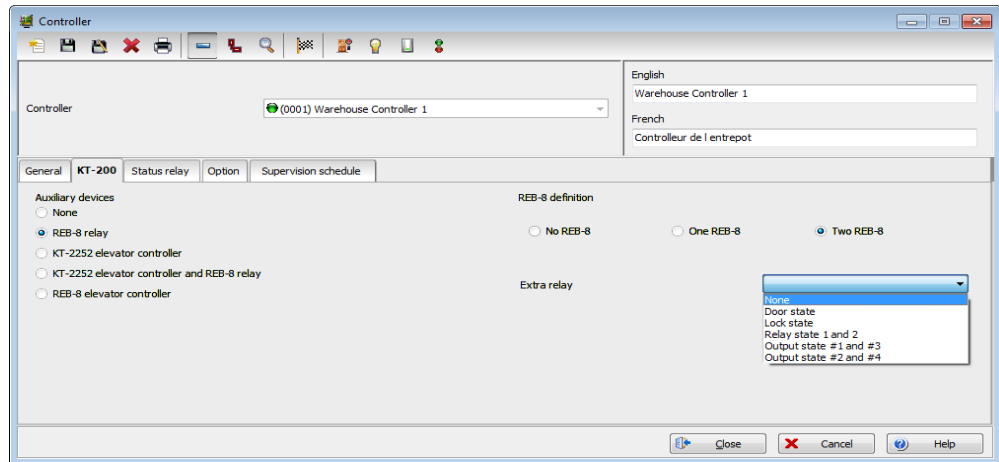 Controller
English
Warehouse Controller 1
Controller
(0001) Warehouse Controller 1
French
Controlleur de l entrepot
General KT-200 Status relay Option Supervision schedule
Auxiliary devices
None
REB-8 relay
KT-2252 elevator controller
KT-2252 elevator controller and REB-8 relay
REB-8 elevator controller
REB-8 definition
No REB-8 One REB-8 Two REB-8
Extra relay
None
Door state
Lock state
Relay state 1 and 2
Output state #1 and #3
Output state #2 and #4
Close Cancel Help